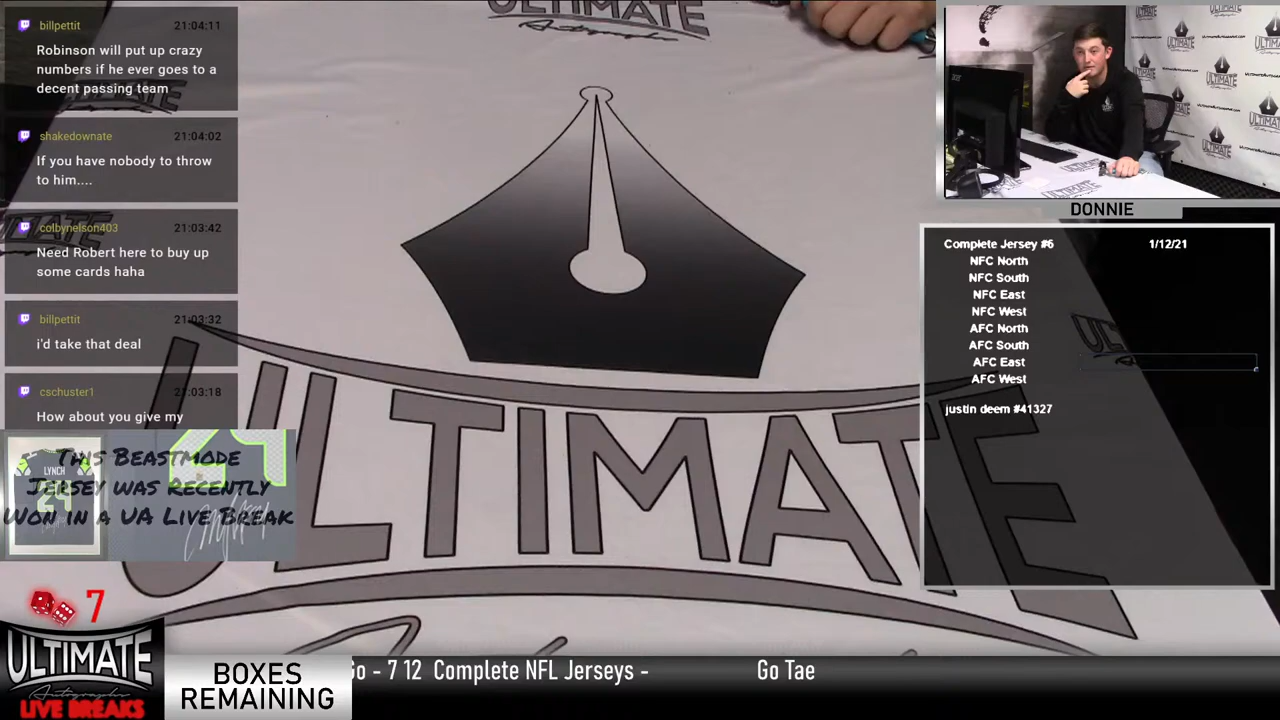 billpettit 21:04:11
Robinson will put up crazy
numbers if he ever goes to a
decent passing team
shakedownate 21:04:02
If you have nobody to throw
to him....
colbynelson403 21:03:42
Need Robert here to buy up
some cards haha
billpettit 21:03:32
i'd take that deal
cschuster1 21:03:18
How about you give my
LYNCH
24
This Beastmode
Jersey was Recently
Won in a UA Live Break
7
ULTIMATE
Autographs
LIVE BREAKS
BOXES
REMAINING
Go - 7 12 Complete NFL Jerseys - Go Tae
ULTIMATE
Autographs
ULTIMATE
ULTIMATE
DONNIE
Complete Jersey #6 1/12/21
NFC North
NFC South
NFC East
NFC West
AFC North
AFC South
AFC East
AFC West
justin deem #41327